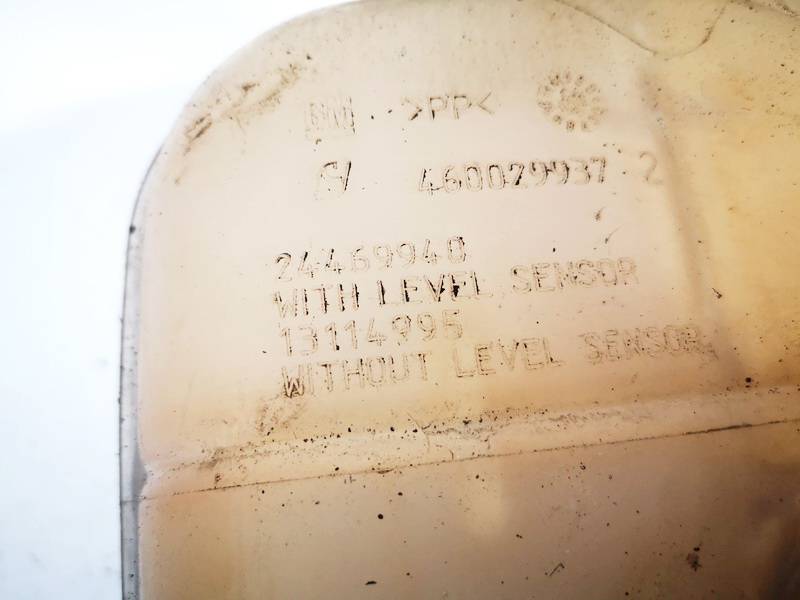 GM >PP<
460029937 2
24469940
WITH LEVEL SENSOR
13114995
WITHOUT LEVEL SENSOR